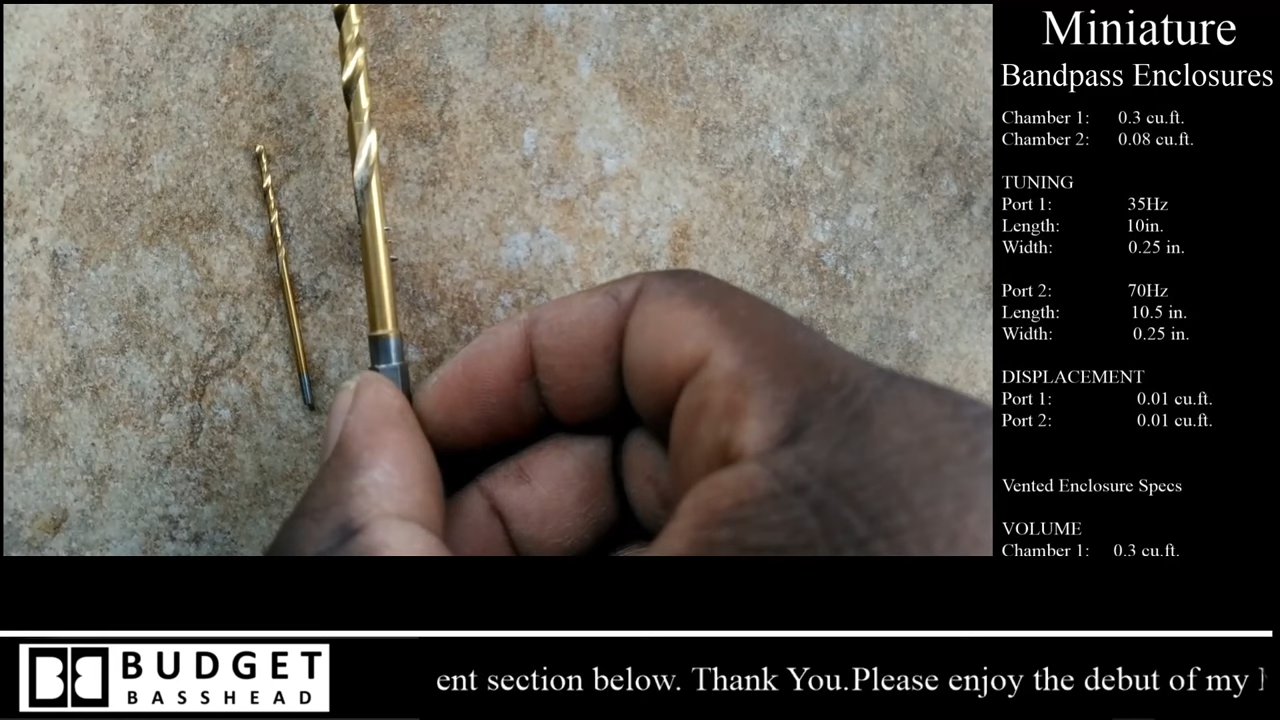 Miniature
Bandpass Enclosures
Chamber 1: 0.3 cu.ft.
Chamber 2: 0.08 cu.ft.
TUNING
Port 1: 35Hz
Length: 10in.
Width: 0.25 in.
Port 2: 70Hz
Length: 10.5 in.
Width: 0.25 in.
DISPLACEMENT
Port 1: 0.01 cu.ft.
Port 2: 0.01 cu.ft.
Vented Enclosure Specs
VOLUME
Chamber 1: 0.3 cu.ft.
BUDGET
BASSHEAD
ent section below. Thank You.Please enjoy the debut of my